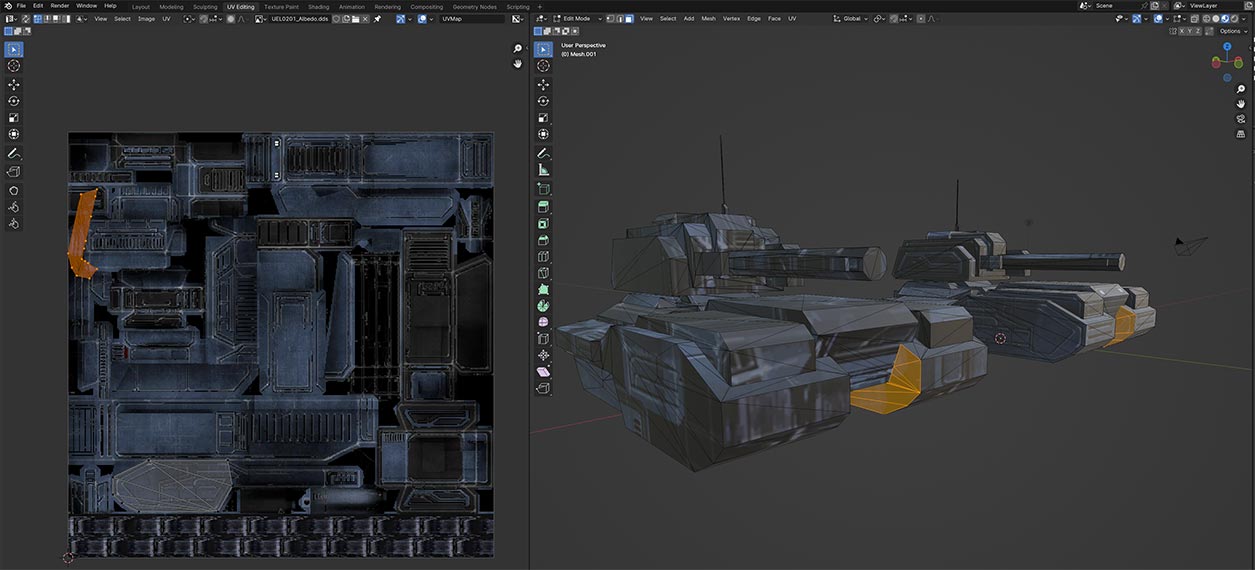 File Edit Render Window Help Layout Modeling Sculpting UV Editing Texture Paint Shading Animation Rendering Compositing Geometry Nodes Scripting + Scene ViewLayer
View Select Image UV UEL0201_Albedo.dds UVMap Edit Mode View Select Add Mesh Vertex Edge Face UV Global
X Y Z Options
User Perspective
(0) Mesh.001
Z